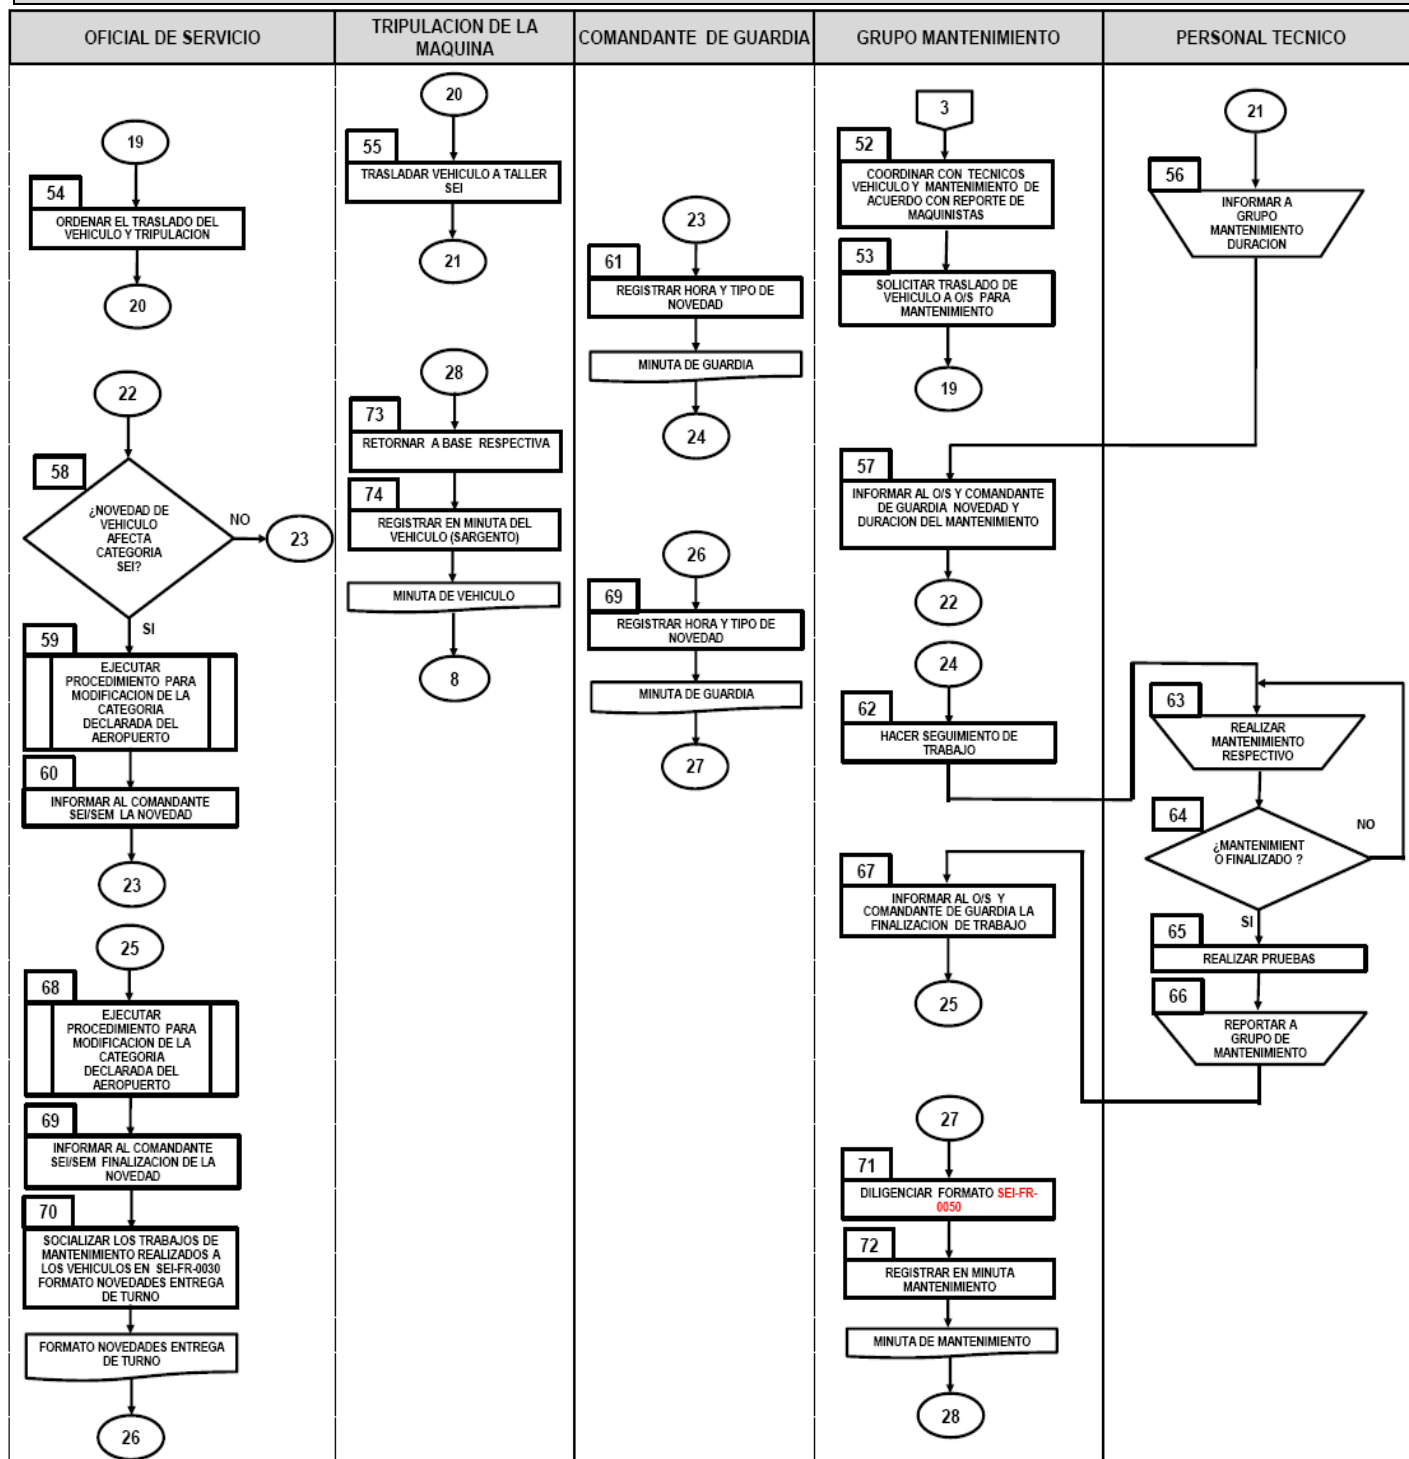 OFICIAL DE SERVICIO
TRIPULACION DE LA
MAQUINA
COMANDANTE DE GUARDIA
GRUPO MANTENIMIENTO
PERSONAL TECNICO
19
54
ORDENAR EL TRASLADO DEL
VEHICULO Y TRIPULACION
20
22
58
¿NOVEDAD DE
VEHICULO
AFECTA
CATEGORIA
SEI?
NO
23
SI
59
EJECUTAR
PROCEDIMIENTO PARA
MODIFICACION DE LA
CATEGORIA
DECLARADA DEL
AEROPUERTO
60
INFORMAR AL COMANDANTE
SEI/SEM LA NOVEDAD
23
25
68
EJECUTAR
PROCEDIMIENTO PARA
MODIFICACION DE LA
CATEGORIA
DECLARADA DEL
AEROPUERTO
69
INFORMAR AL COMANDANTE
SEI/SEM FINALIZACION DE LA
NOVEDAD
70
SOCIALIZAR LOS TRABAJOS DE
MANTENIMIENTO REALIZADOS A
LOS VEHICULOS EN SEI-FR-0030
FORMATO NOVEDADES ENTREGA
DE TURNO
FORMATO NOVEDADES ENTREGA
DE TURNO
26
20
55
TRASLADAR VEHICULO A TALLER
SEI
21
28
73
RETORNAR A BASE RESPECTIVA
74
REGISTRAR EN MINUTA DEL
VEHICULO (SARGENTO)
MINUTA DE VEHICULO
8
23
61
REGISTRAR HORA Y TIPO DE
NOVEDAD
MINUTA DE GUARDIA
24
26
69
REGISTRAR HORA Y TIPO DE
NOVEDAD
MINUTA DE GUARDIA
27
3
52
COORDINAR CON TECNICOS
VEHICULO Y MANTENIMIENTO DE
ACUERDO CON REPORTE DE
MAQUINISTAS
53
SOLICITAR TRASLADO DE
VEHICULO A O/S PARA
MANTENIMIENTO
19
57
INFORMAR AL O/S Y COMANDANTE
DE GUARDIA NOVEDAD Y
DURACION DEL MANTENIMIENTO
22
24
62
HACER SEGUIMIENTO DE
TRABAJO
67
INFORMAR AL O/S Y
COMANDANTE DE GUARDIA LA
FINALIZACION DE TRABAJO
25
27
71
DILIGENCIAR FORMATO SEI-FR-
0050
72
REGISTRAR EN MINUTA
MANTENIMIENTO
MINUTA DE MANTENIMIENTO
28
21
56
INFORMAR A
GRUPO
MANTENIMIENTO
DURACION
63
REALIZAR
MANTENIMIENTO
RESPECTIVO
64
¿MANTENIMIENT
O FINALIZADO ?
NO
SI
65
REALIZAR PRUEBAS
66
REPORTAR A
GRUPO DE
MANTENIMIENTO